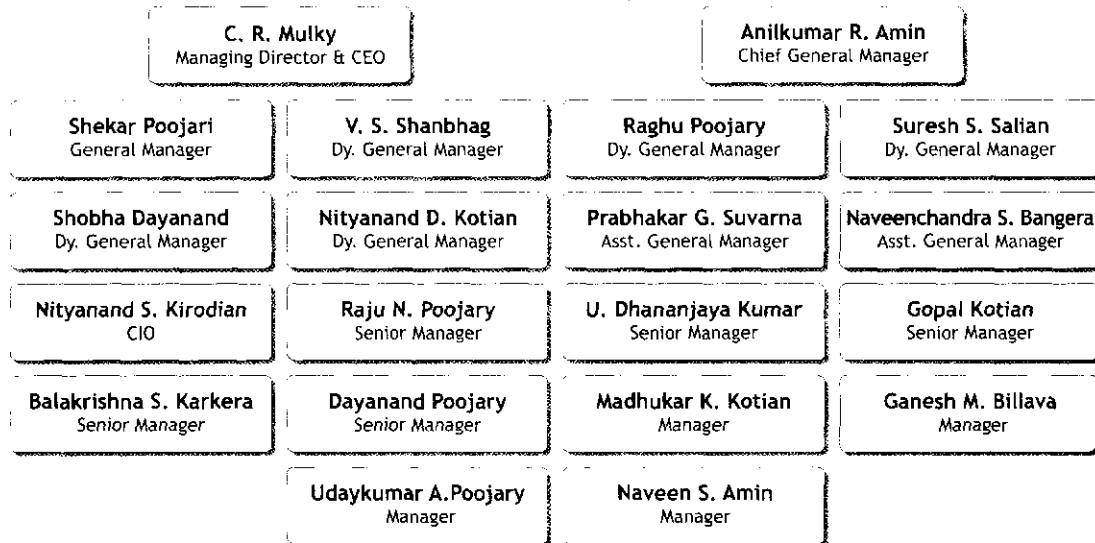 C. R. Mulky
Managing Director & CEO
Anilkumar R. Amin
Chief General Manager
Shekar Poojari
General Manager
V. S. Shanbhag
Dy. General Manager
Raghu Poojary
Dy. General Manager
Suresh S. Salian
Dy. General Manager
Shobha Dayanand
Dy. General Manager
Nityanand D. Kotian
Dy. General Manager
Prabhakar G. Suvarna
Asst. General Manager
Naveenchandra S. Bangera
Asst. General Manager
Nityanand S. Kirodian
CIO
Raju N. Poojary
Senior Manager
U. Dhananjaya Kumar
Senior Manager
Gopal Kotian
Senior Manager
Balakrishna S. Karkera
Senior Manager
Dayanand Poojary
Senior Manager
Madhukar K. Kotian
Manager
Ganesh M. Billava
Manager
Udaykumar A.Poojary
Manager
Naveen S. Amin
Manager